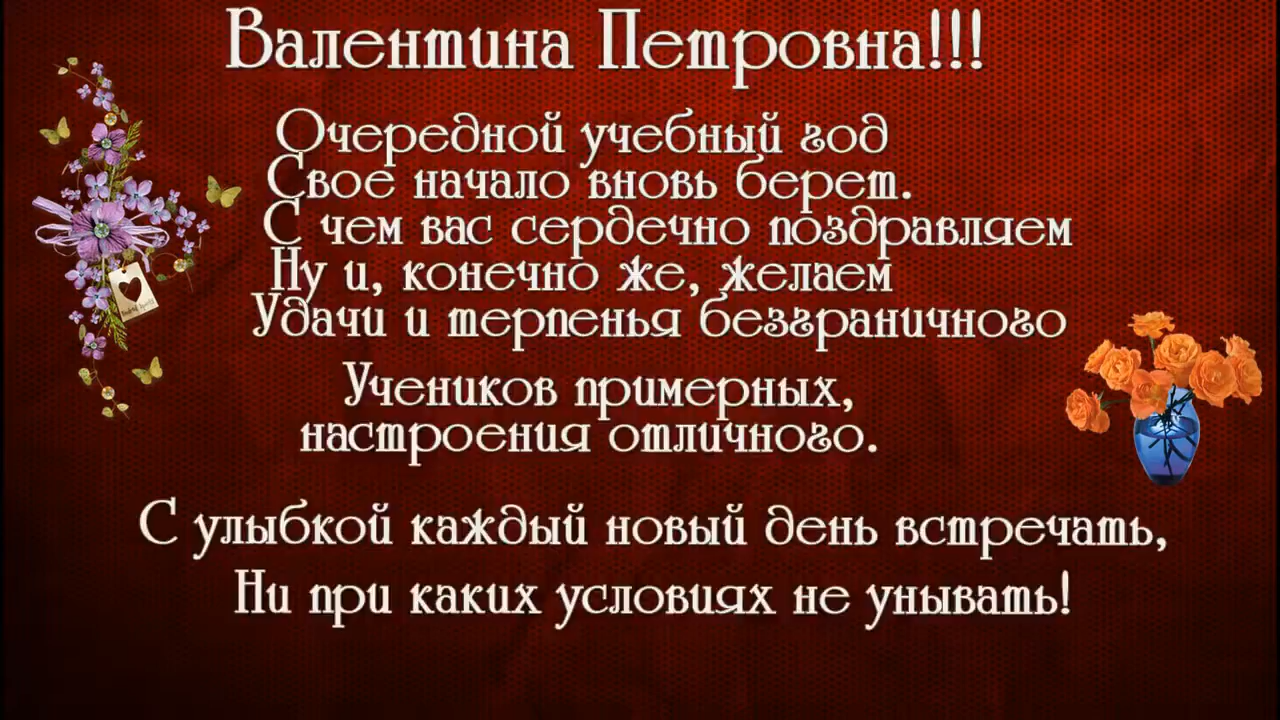 Валентина Петровна!!!
Очередной учебный год
Свое начало вновь берет.
С чем вас сердечно поздравляем
Ну и, конечно же, желаем
Удачи и терпенья безграничного
Учеников примерных,
настроения отличного.
С улыбкой каждый новый день встречать,
Ни при каких условиях не унывать!